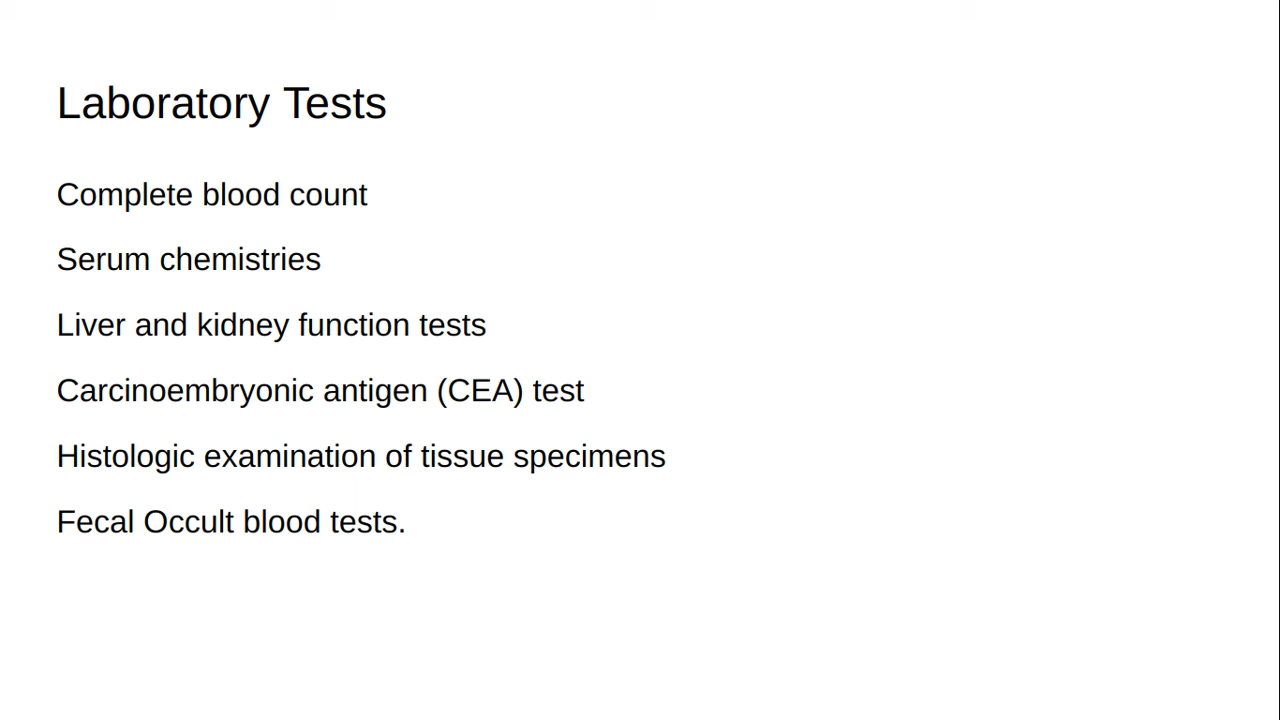 Laboratory Tests
Complete blood count
Serum chemistries
Liver and kidney function tests
Carcinoembryonic antigen (CEA) test
Histologic examination of tissue specimens
Fecal Occult blood tests.